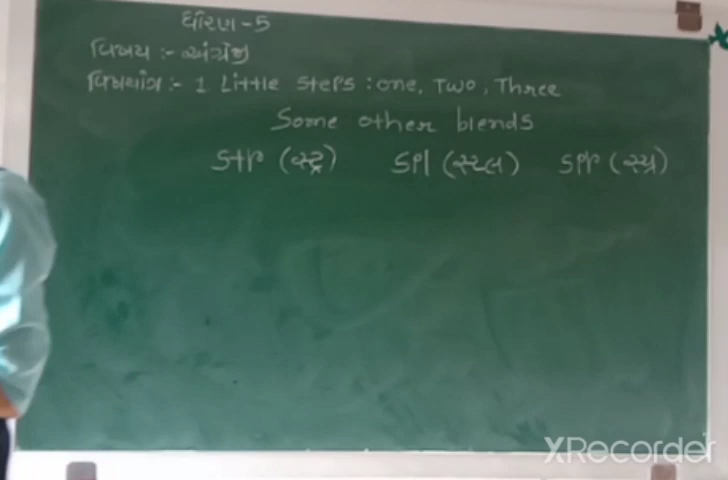 ધોરણ - 5
વિષય :- અંગ્રેજી
વિષયાંગ :- 1 Little Steps : one, Two, Three
Some other blends
Str (સ્ટ્ર) Spl (સ્પ્લ) Spr (સ્પ્ર)
XRecorder